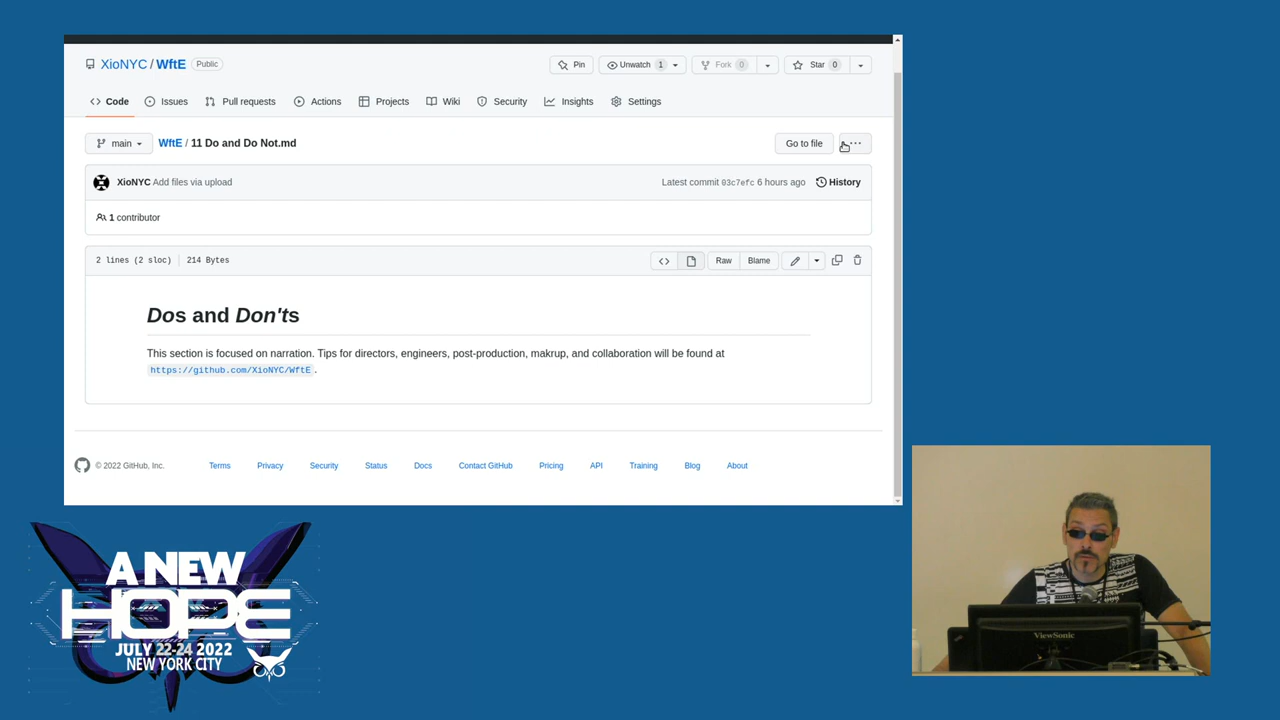 XioNYC / WftE Public
Pin
Unwatch 1
Fork 0
Star 0
Code
Issues
Pull requests
Actions
Projects
Wiki
Security
Insights
Settings
main
WftE / 11 Do and Do Not.md
Go to file
XioNYC Add files via upload
Latest commit 03c7efc 6 hours ago
History
1 contributor
2 lines (2 sloc)
214 Bytes
Raw
Blame
Dos and Don'ts
This section is focused on narration. Tips for directors, engineers, post-production, makrup, and collaboration will be found at
https://github.com/XioNYC/WftE.
© 2022 GitHub, Inc.
Terms
Privacy
Security
Status
Docs
Contact GitHub
Pricing
API
Training
Blog
About
A NEW
HOPE
JULY 22-24 2022
NEW YORK CITY
ViewSonic